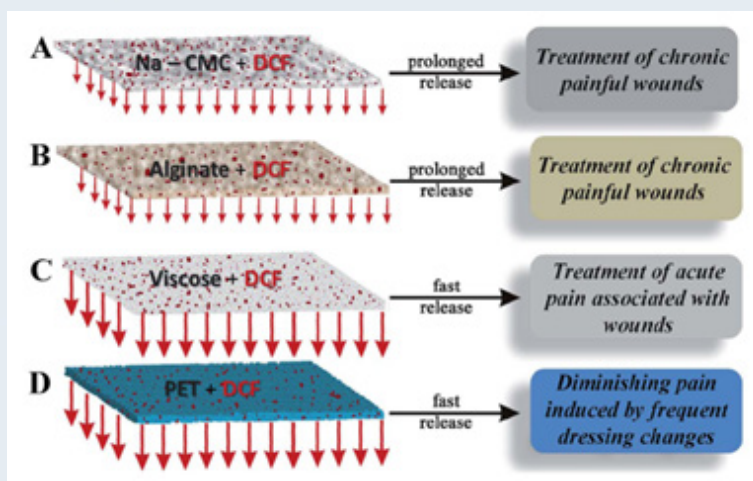 A
Na – CMC + DCF
prolonged
release
Treatment of chronic
painful wounds
B
Alginate + DCF
prolonged
release
Treatment of chronic
painful wounds
C
Viscose + DCF
fast
release
Treatment of acute
pain associated with
wounds
D
PET + DCF
fast
release
Diminishing pain
induced by frequent
dressing changes